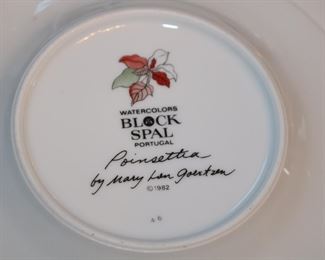 WATERCOLORS
BLOCK
SPAL
PORTUGAL
Poinsettia
by Mary Lou Goertzen
©1982
46